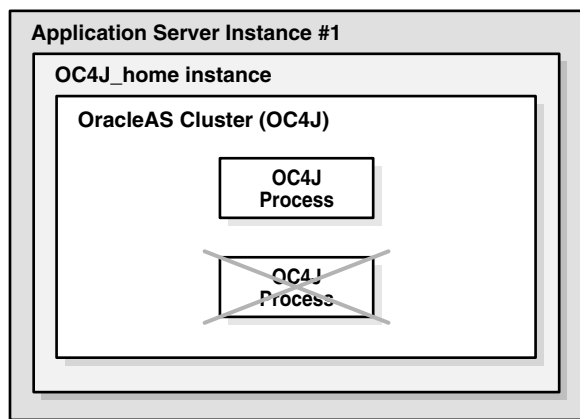 Application Server Instance #1
OC4J_home instance
OracleAS Cluster (OC4J)
OC4J
Process
OC4J
Process